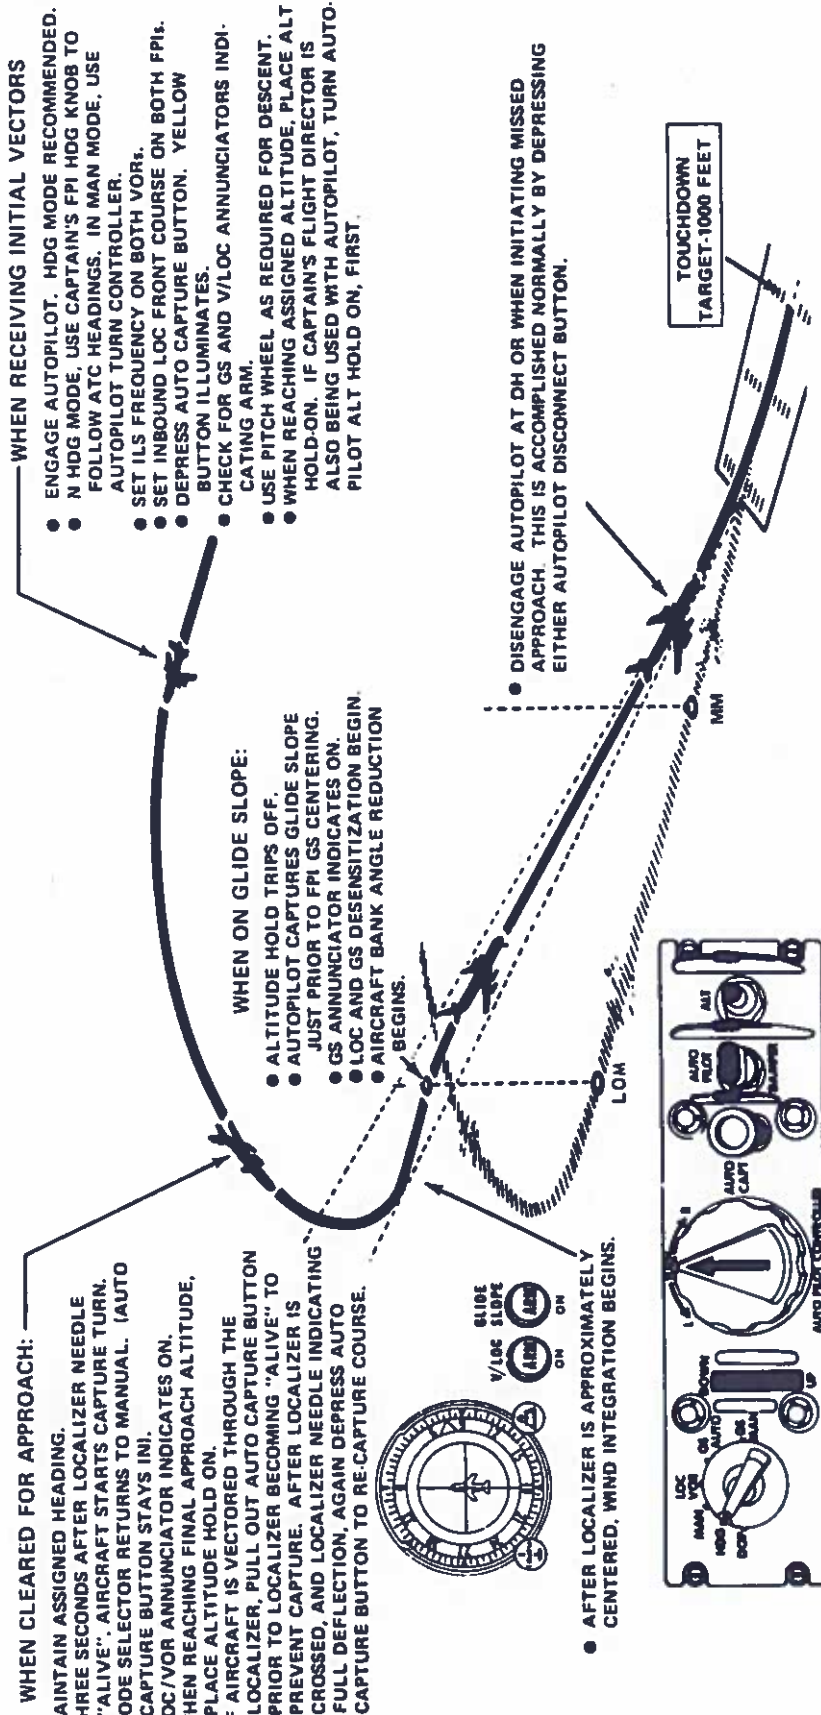 WHEN RECEIVING INITIAL VECTORS
● ENGAGE AUTOPILOT. HDG MODE RECOMMENDED.
● N HDG MODE, USE CAPTAIN'S FPI HDG KNOB TO
FOLLOW ATC HEADINGS. IN MAN MODE, USE
AUTOPILOT TURN CONTROLLER.
● SET ILS FREQUENCY ON BOTH VORs.
● SET INBOUND LOC FRONT COURSE ON BOTH FPIs.
● DEPRESS AUTO CAPTURE BUTTON. YELLOW
BUTTON ILLUMINATES.
● CHECK FOR GS AND V/LOC ANNUNCIATORS INDI-
CATING ARM.
● USE PITCH WHEEL AS REQUIRED FOR DESCENT.
● WHEN REACHING ASSIGNED ALTITUDE, PLACE ALT
HOLD-ON. IF CAPTAIN'S FLIGHT DIRECTOR IS
ALSO BEING USED WITH AUTOPILOT, TURN AUTO-
PILOT ALT HOLD ON, FIRST.
WHEN CLEARED FOR APPROACH:
AINTAIN ASSIGNED HEADING.
HREE SECONDS AFTER LOCALIZER NEEDLE
"ALIVE", AIRCRAFT STARTS CAPTURE TURN.
ODE SELECTOR RETURNS TO MANUAL. (AUTO
CAPTURE BUTTON STAYS IN).
OC/VOR ANNUNCIATOR INDICATES ON.
HEN REACHING FINAL APPROACH ALTITUDE,
PLACE ALTITUDE HOLD ON.
F AIRCRAFT IS VECTORED THROUGH THE
LOCALIZER, PULL OUT AUTO CAPTURE BUTTON
PRIOR TO LOCALIZER BECOMING "ALIVE" TO
PREVENT CAPTURE. AFTER LOCALIZER IS
CROSSED, AND LOCALIZER NEEDLE INDICATING
FULL DEFLECTION, AGAIN DEPRESS AUTO
CAPTURE BUTTON TO RE-CAPTURE COURSE.
WHEN ON GLIDE SLOPE:
● ALTITUDE HOLD TRIPS OFF.
● AUTOPILOT CAPTURES GLIDE SLOPE
JUST PRIOR TO FPI GS CENTERING.
● GS ANNUNCIATOR INDICATES ON.
● LOC AND GS DESENSITIZATION BEGIN.
● AIRCRAFT BANK ANGLE REDUCTION
BEGINS.
● DISENGAGE AUTOPILOT AT DH OR WHEN INITIATING MISSED
APPROACH. THIS IS ACCOMPLISHED NORMALLY BY DEPRESSING
EITHER AUTOPILOT DISCONNECT BUTTON.
TOUCHDOWN
TARGET-1000 FEET
MM
LOM
V/LOC
GLIDE
SLOPE
ARM
ARM
ON
ON
● AFTER LOCALIZER IS APPROXIMATELY
CENTERED, WIND INTEGRATION BEGINS.
HDG
MAN
LOC
VOR
GS
AUTO
GS
MAN
DOWN
UP
L
R
AUTO PILOT CONTROLLER
AUTO
CAPT
AUTO
PILOT
DAMPER
ALT